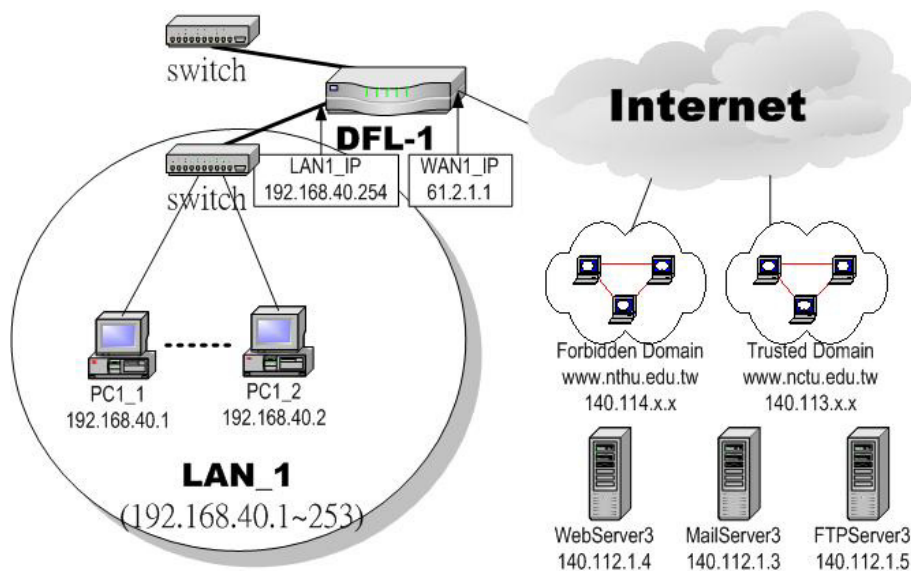 switch
Internet
DFL-1
LAN1_IP
192.168.40.254
WAN1_IP
61.2.1.1
switch
PC1_1
192.168.40.1
PC1_2
192.168.40.2
LAN_1
(192.168.40.1~253)
Forbidden Domain
www.nthu.edu.tw
140.114.x.x
Trusted Domain
www.nctu.edu.tw
140.113.x.x
WebServer3
140.112.1.4
MailServer3
140.112.1.3
FTPServer3
140.112.1.5